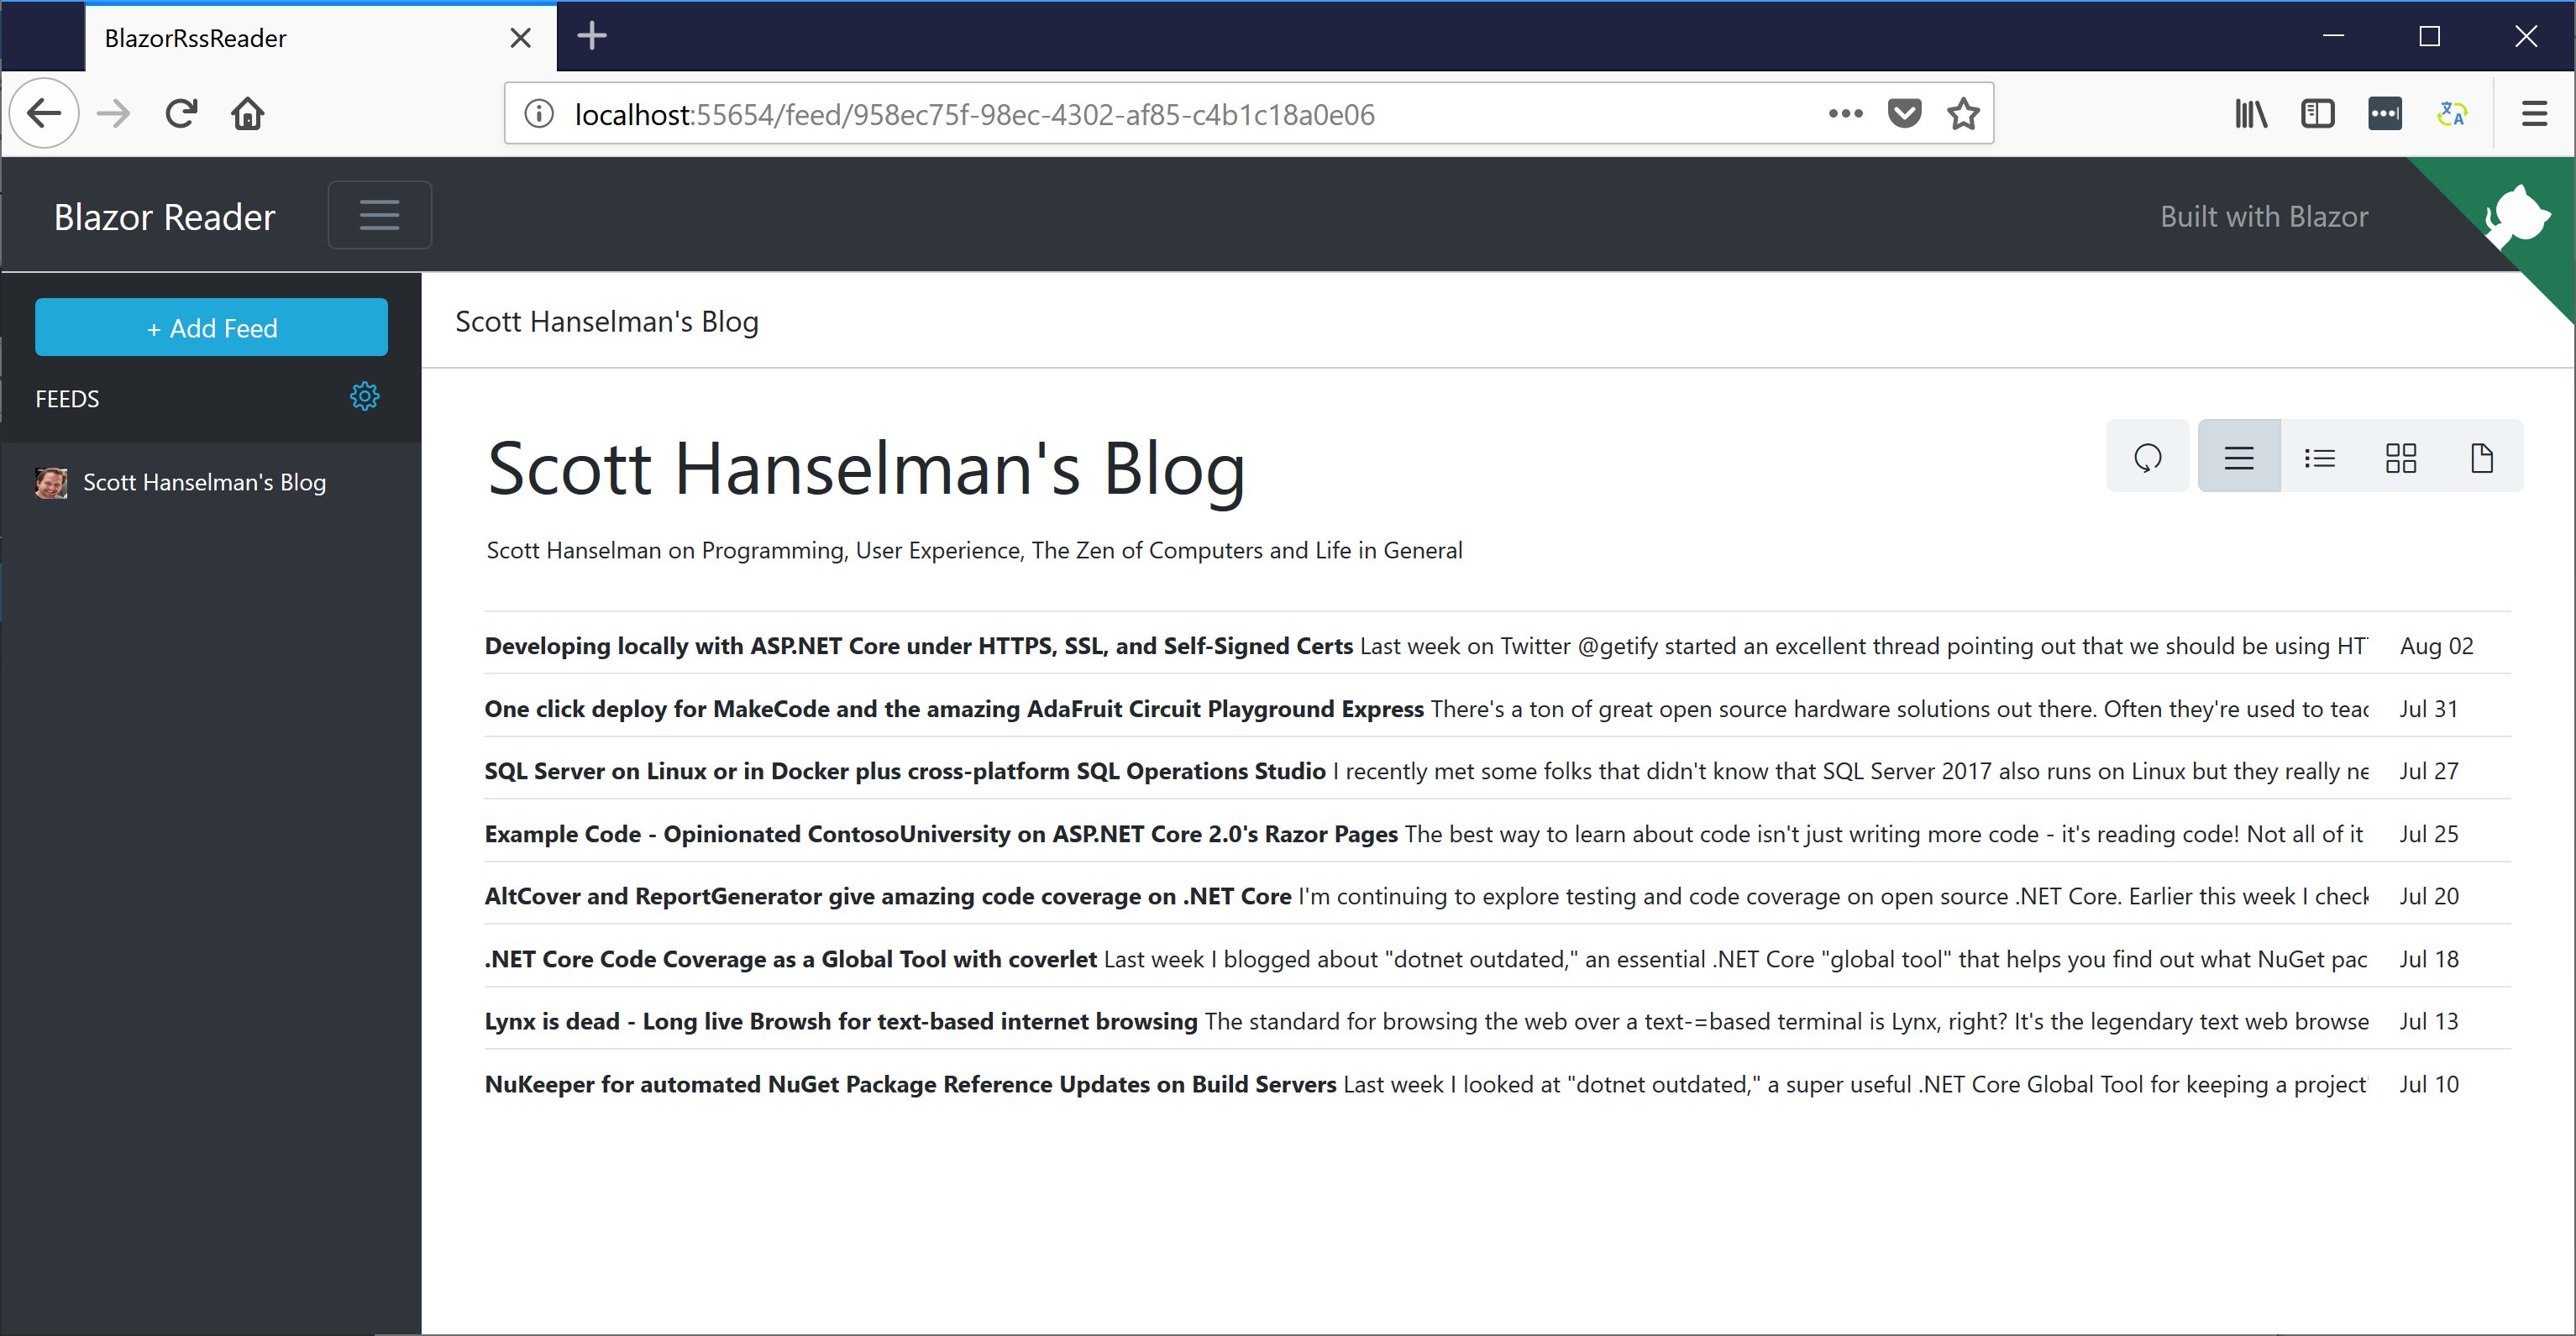 BlazorRssReader
localhost:55654/feed/958ec75f-98ec-4302-af85-c4b1c18a0e06
Blazor Reader
Built with Blazor
+ Add Feed
FEEDS
Scott Hanselman's Blog
Scott Hanselman's Blog
Scott Hanselman's Blog
Scott Hanselman on Programming, User Experience, The Zen of Computers and Life in General
Developing locally with ASP.NET Core under HTTPS, SSL, and Self-Signed Certs Last week on Twitter @getify started an excellent thread pointing out that we should be using HT Aug 02
One click deploy for MakeCode and the amazing AdaFruit Circuit Playground Express There's a ton of great open source hardware solutions out there. Often they're used to teac Jul 31
SQL Server on Linux or in Docker plus cross-platform SQL Operations Studio I recently met some folks that didn't know that SQL Server 2017 also runs on Linux but they really ne Jul 27
Example Code - Opinionated ContosoUniversity on ASP.NET Core 2.0's Razor Pages The best way to learn about code isn't just writing more code - it's reading code! Not all of it Jul 25
AltCover and ReportGenerator give amazing code coverage on .NET Core I'm continuing to explore testing and code coverage on open source .NET Core. Earlier this week I check Jul 20
.NET Core Code Coverage as a Global Tool with coverlet Last week I blogged about "dotnet outdated," an essential .NET Core "global tool" that helps you find out what NuGet pac Jul 18
Lynx is dead - Long live Browsh for text-based internet browsing The standard for browsing the web over a text-=based terminal is Lynx, right? It's the legendary text web browse Jul 13
NuKeeper for automated NuGet Package Reference Updates on Build Servers Last week I looked at "dotnet outdated," a super useful .NET Core Global Tool for keeping a project' Jul 10